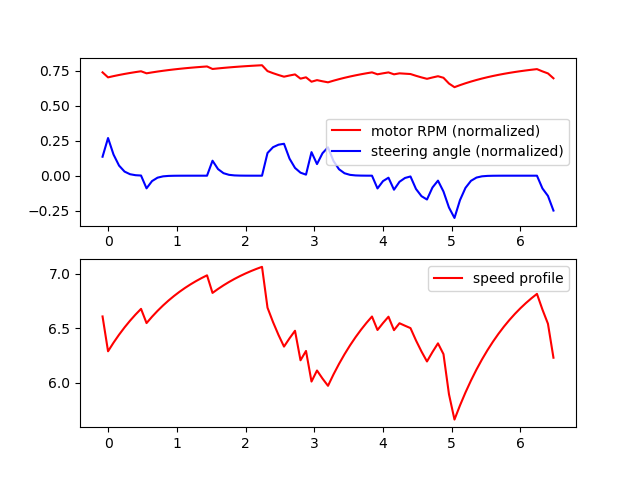 0.75
0.50
0.25
0.00
−0.25
motor RPM (normalized)
steering angle (normalized)
0 1 2 3 4 5 6
7.0
6.5
6.0
speed profile
0 1 2 3 4 5 6